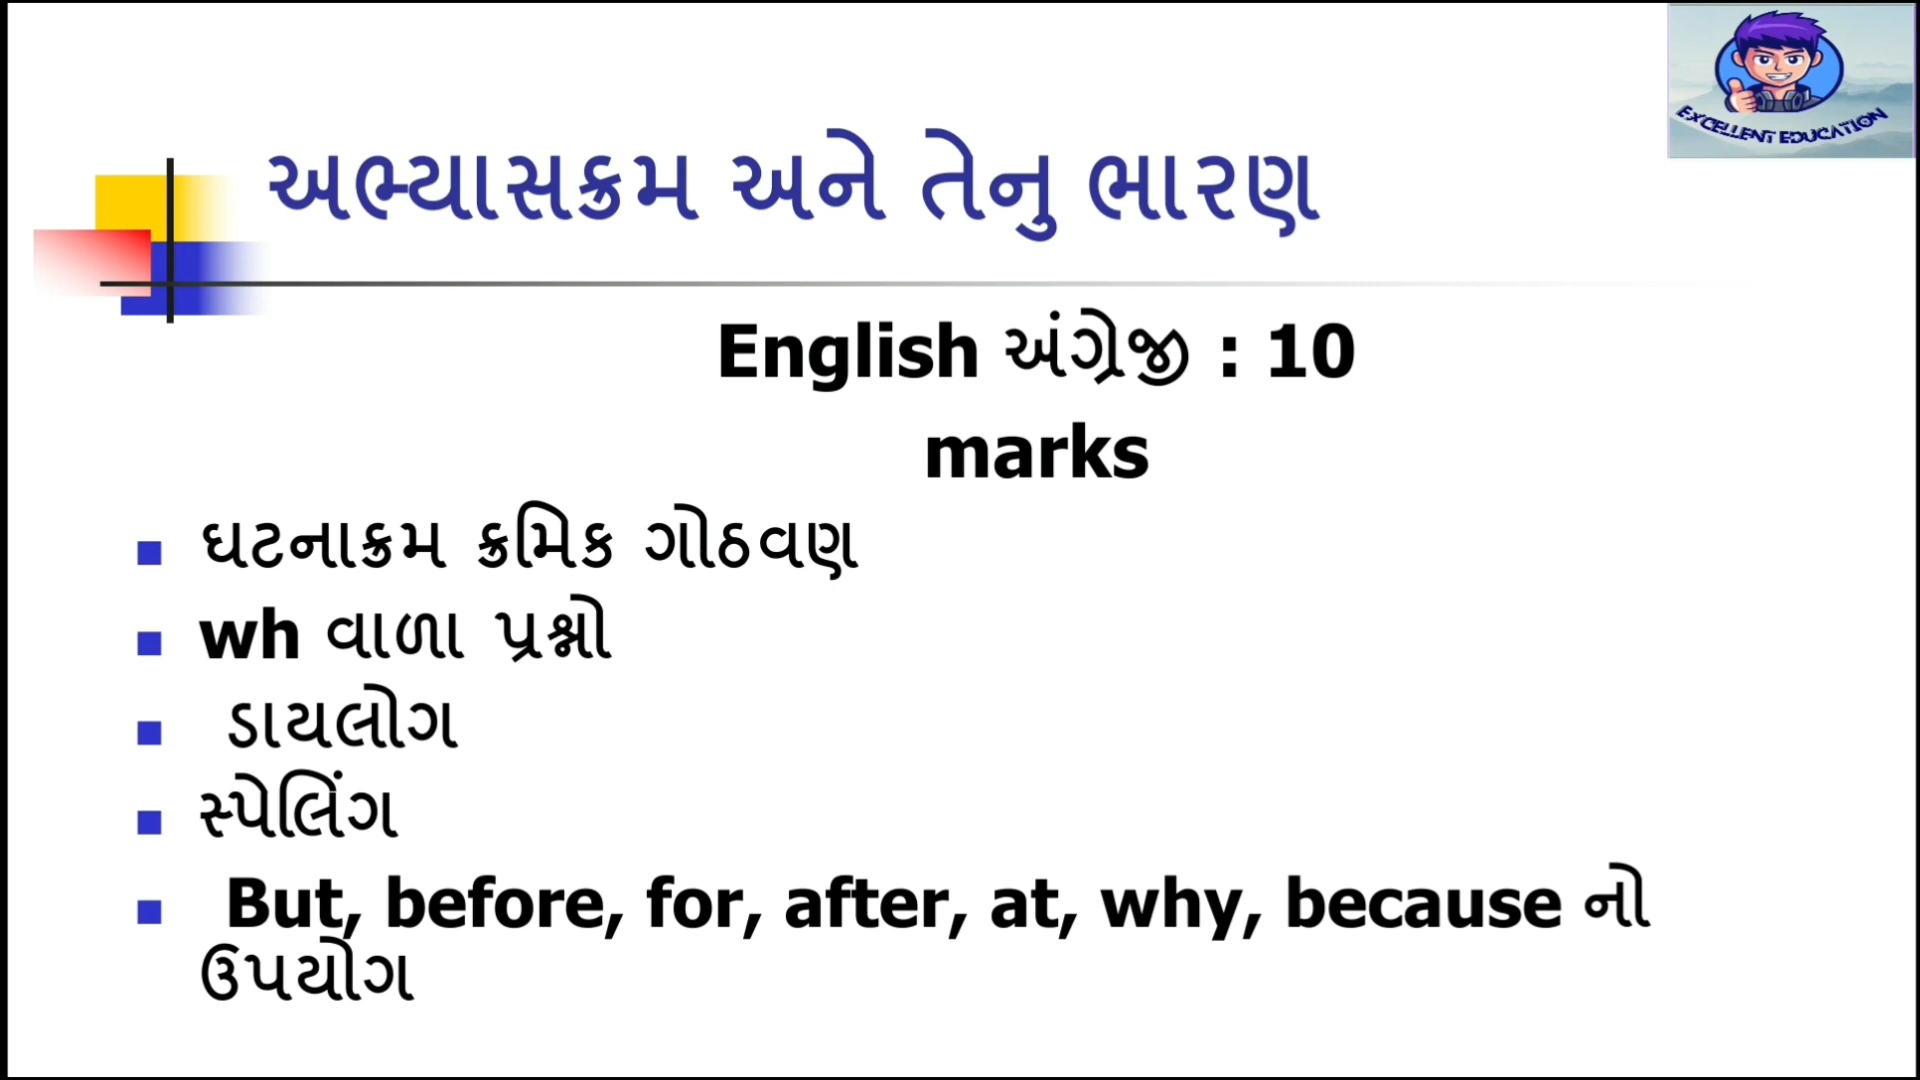 EXCELLENT EDUCATION
અભ્યાસક્રમ અને તેનુ ભારણ
English અંગ્રેજી : 10
marks
ઘટનાક્રમ ક્રમિક ગોઠવણ
wh વાળા પ્રશ્નો
ડાયલોગ
સ્પેલિંગ
But, before, for, after, at, why, because નો
ઉપયોગ